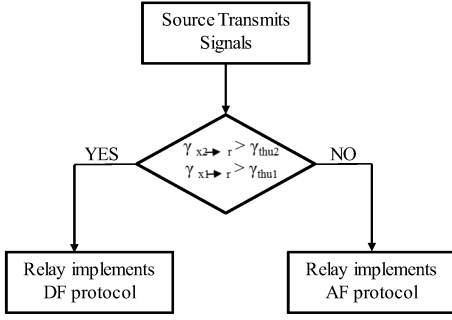 Source Transmits
Signals
γ x2→ r > γthu2
γ x1→ r > γthu1
YES
NO
Relay implements
DF protocol
Relay implements
AF protocol